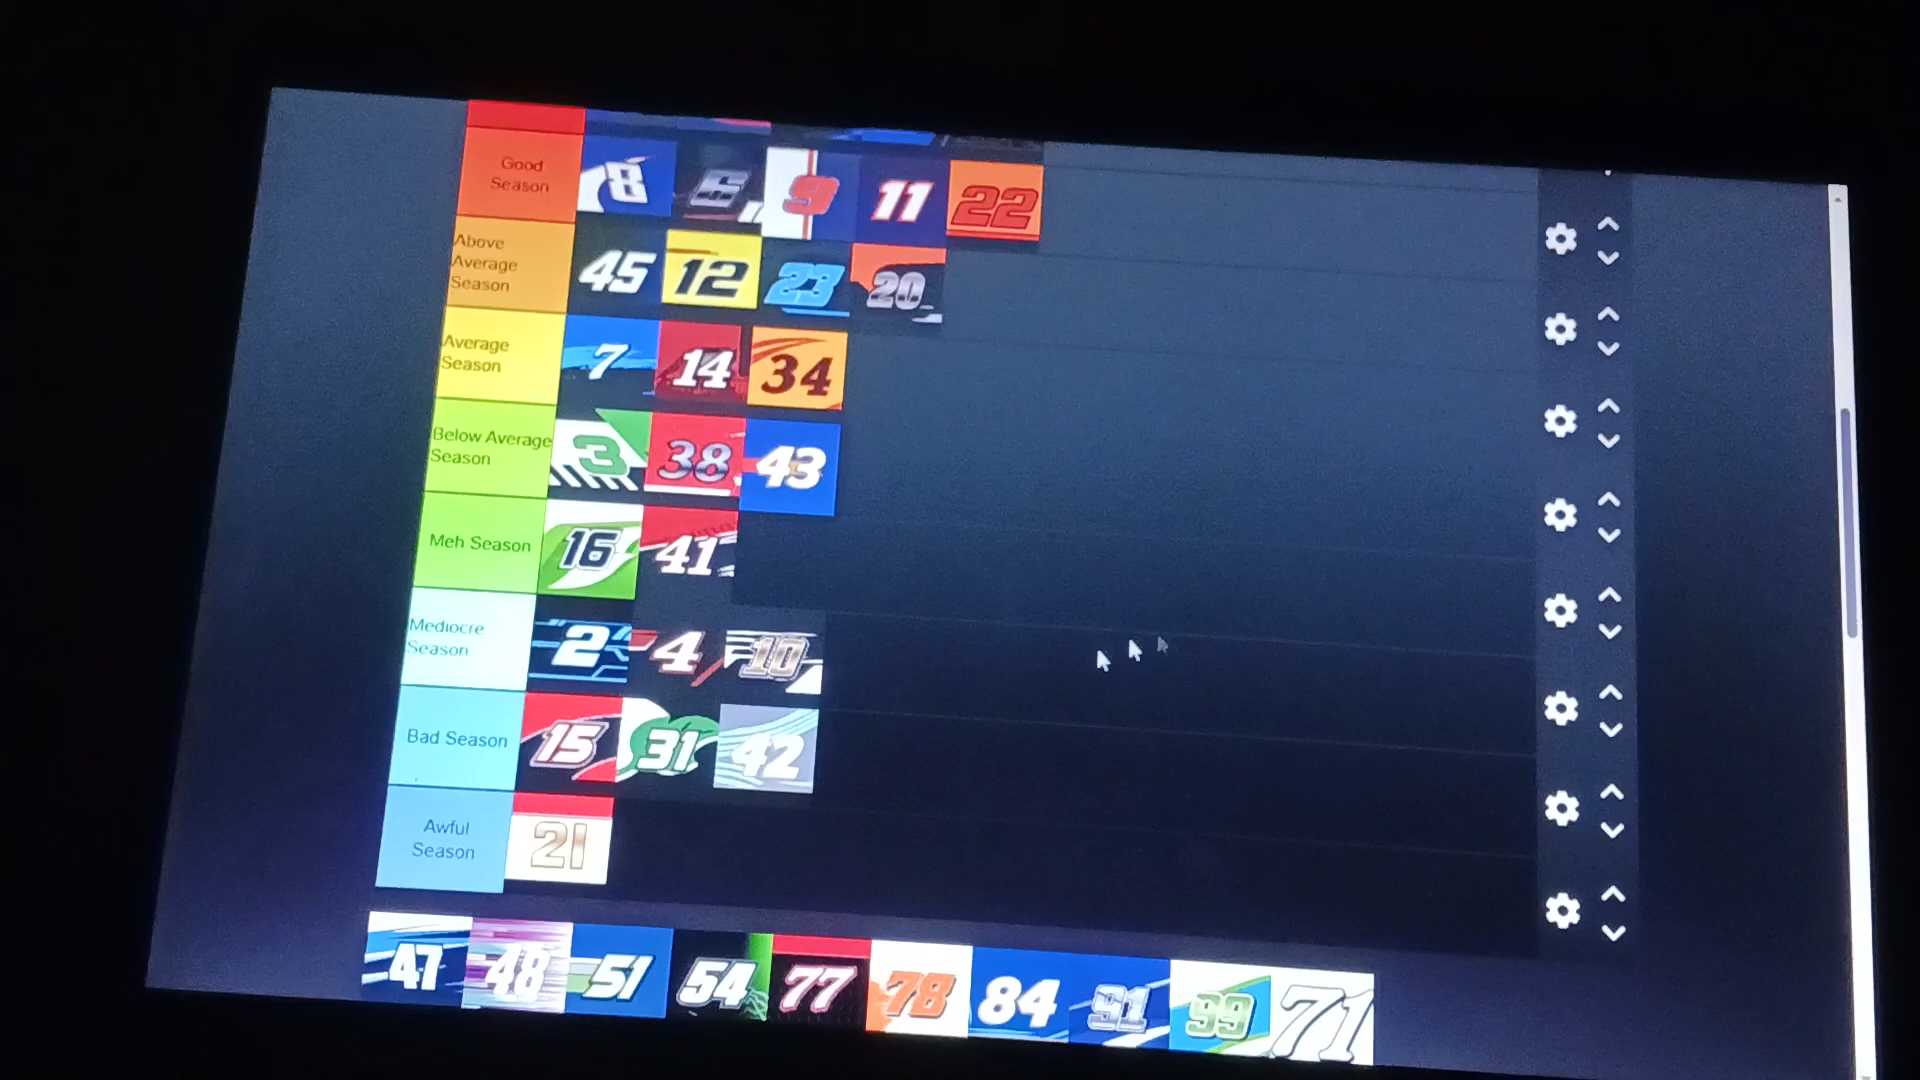 Good
Season
8 6 9 11 22
Above
Average
Season
45 12 23 20
Average
Season
7 14 34
Below Average
Season
3 38 43
Meh Season
16 41
Mediocre
Season
2 4 10
Bad Season
15 31 42
Awful
Season
21
47 48 51 54 77 78 84 91 99 71